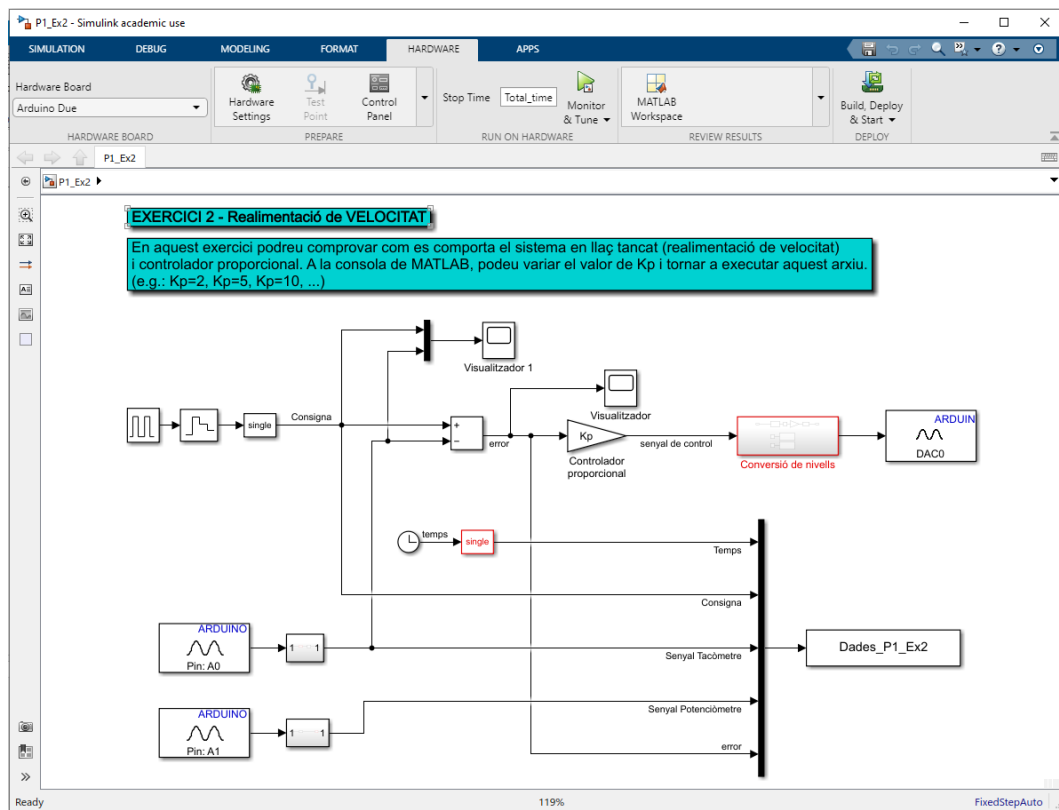 P1_Ex2 - Simulink academic use
SIMULATION DEBUG MODELING FORMAT HARDWARE APPS
Hardware Board
Arduino Due
Hardware Settings
Test Point
Control Panel
Stop Time Total_time
Monitor & Tune
MATLAB Workspace
Build, Deploy & Start
HARDWARE BOARD PREPARE RUN ON HARDWARE REVIEW RESULTS DEPLOY
P1_Ex2
P1_Ex2
EXERCICI 2 - Realimentació de VELOCITAT
En aquest exercici podreu comprovar com es comporta el sistema en llaç tancat (realimentació de velocitat)
i controlador proporcional. A la consola de MATLAB, podeu variar el valor de Kp i tornar a executar aquest arxiu.
(e.g.: Kp=2, Kp=5, Kp=10, ...)
Visualitzador 1
Visualitzador
single
Consigna
+
−
error
Kp
Controlador
proporcional
senyal de control
Conversió de nivells
ARDUIN
DAC0
temps
single
Temps
Consigna
ARDUINO
Pin: A0
1 1
Senyal Tacòmetre
Dades_P1_Ex2
Senyal Potenciòmetre
ARDUINO
Pin: A1
1 1
error
Ready 119% FixedStepAuto